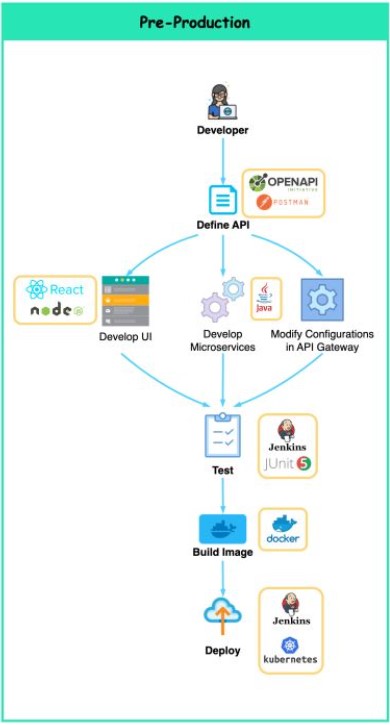 Pre-Production
Developer
OPENAPI
INITIATIVE
POSTMAN
Define API
React
node
JS
Develop UI
Java
Develop
Microservices
Modify Configurations
in API Gateway
Jenkins
JUnit 5
Test
docker
Build Image
Jenkins
kubernetes
Deploy